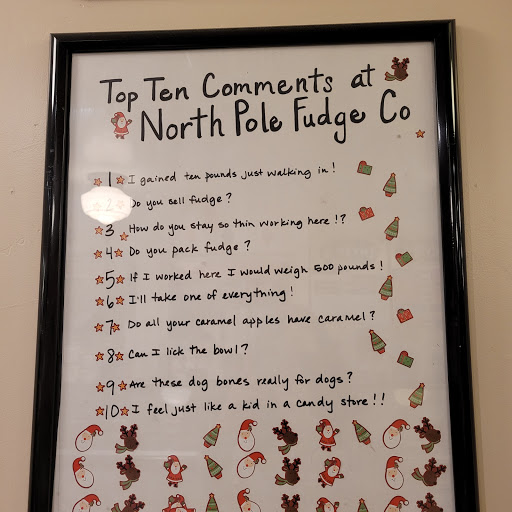 Top Ten Comments at
North Pole Fudge Co
1 I gained ten pounds just walking in!
2 Do you sell fudge?
3 How do you stay so thin working here!?
4 Do you pack fudge?
5 If I worked here I would weigh 500 pounds!
6 I'll take one of everything!
7 Do all your caramel apples have caramel?
8 Can I lick the bowl?
9 Are these dog bones really for dogs?
10 I feel just like a kid in a candy store!!